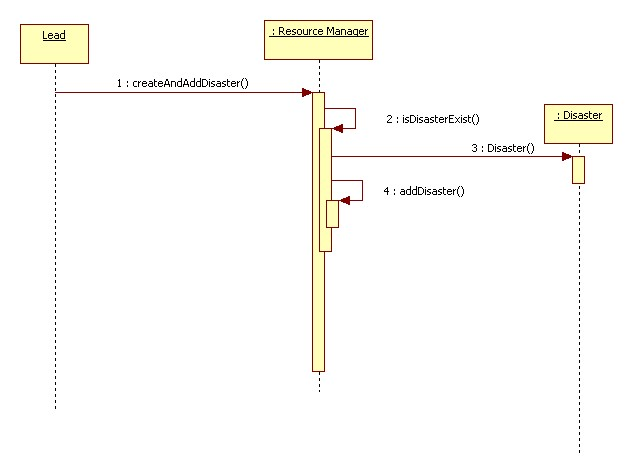 Lead
: Resource Manager
1 : createAndAddDisaster()
2 : isDisasterExist()
: Disaster
3 : Disaster()
4 : addDisaster()